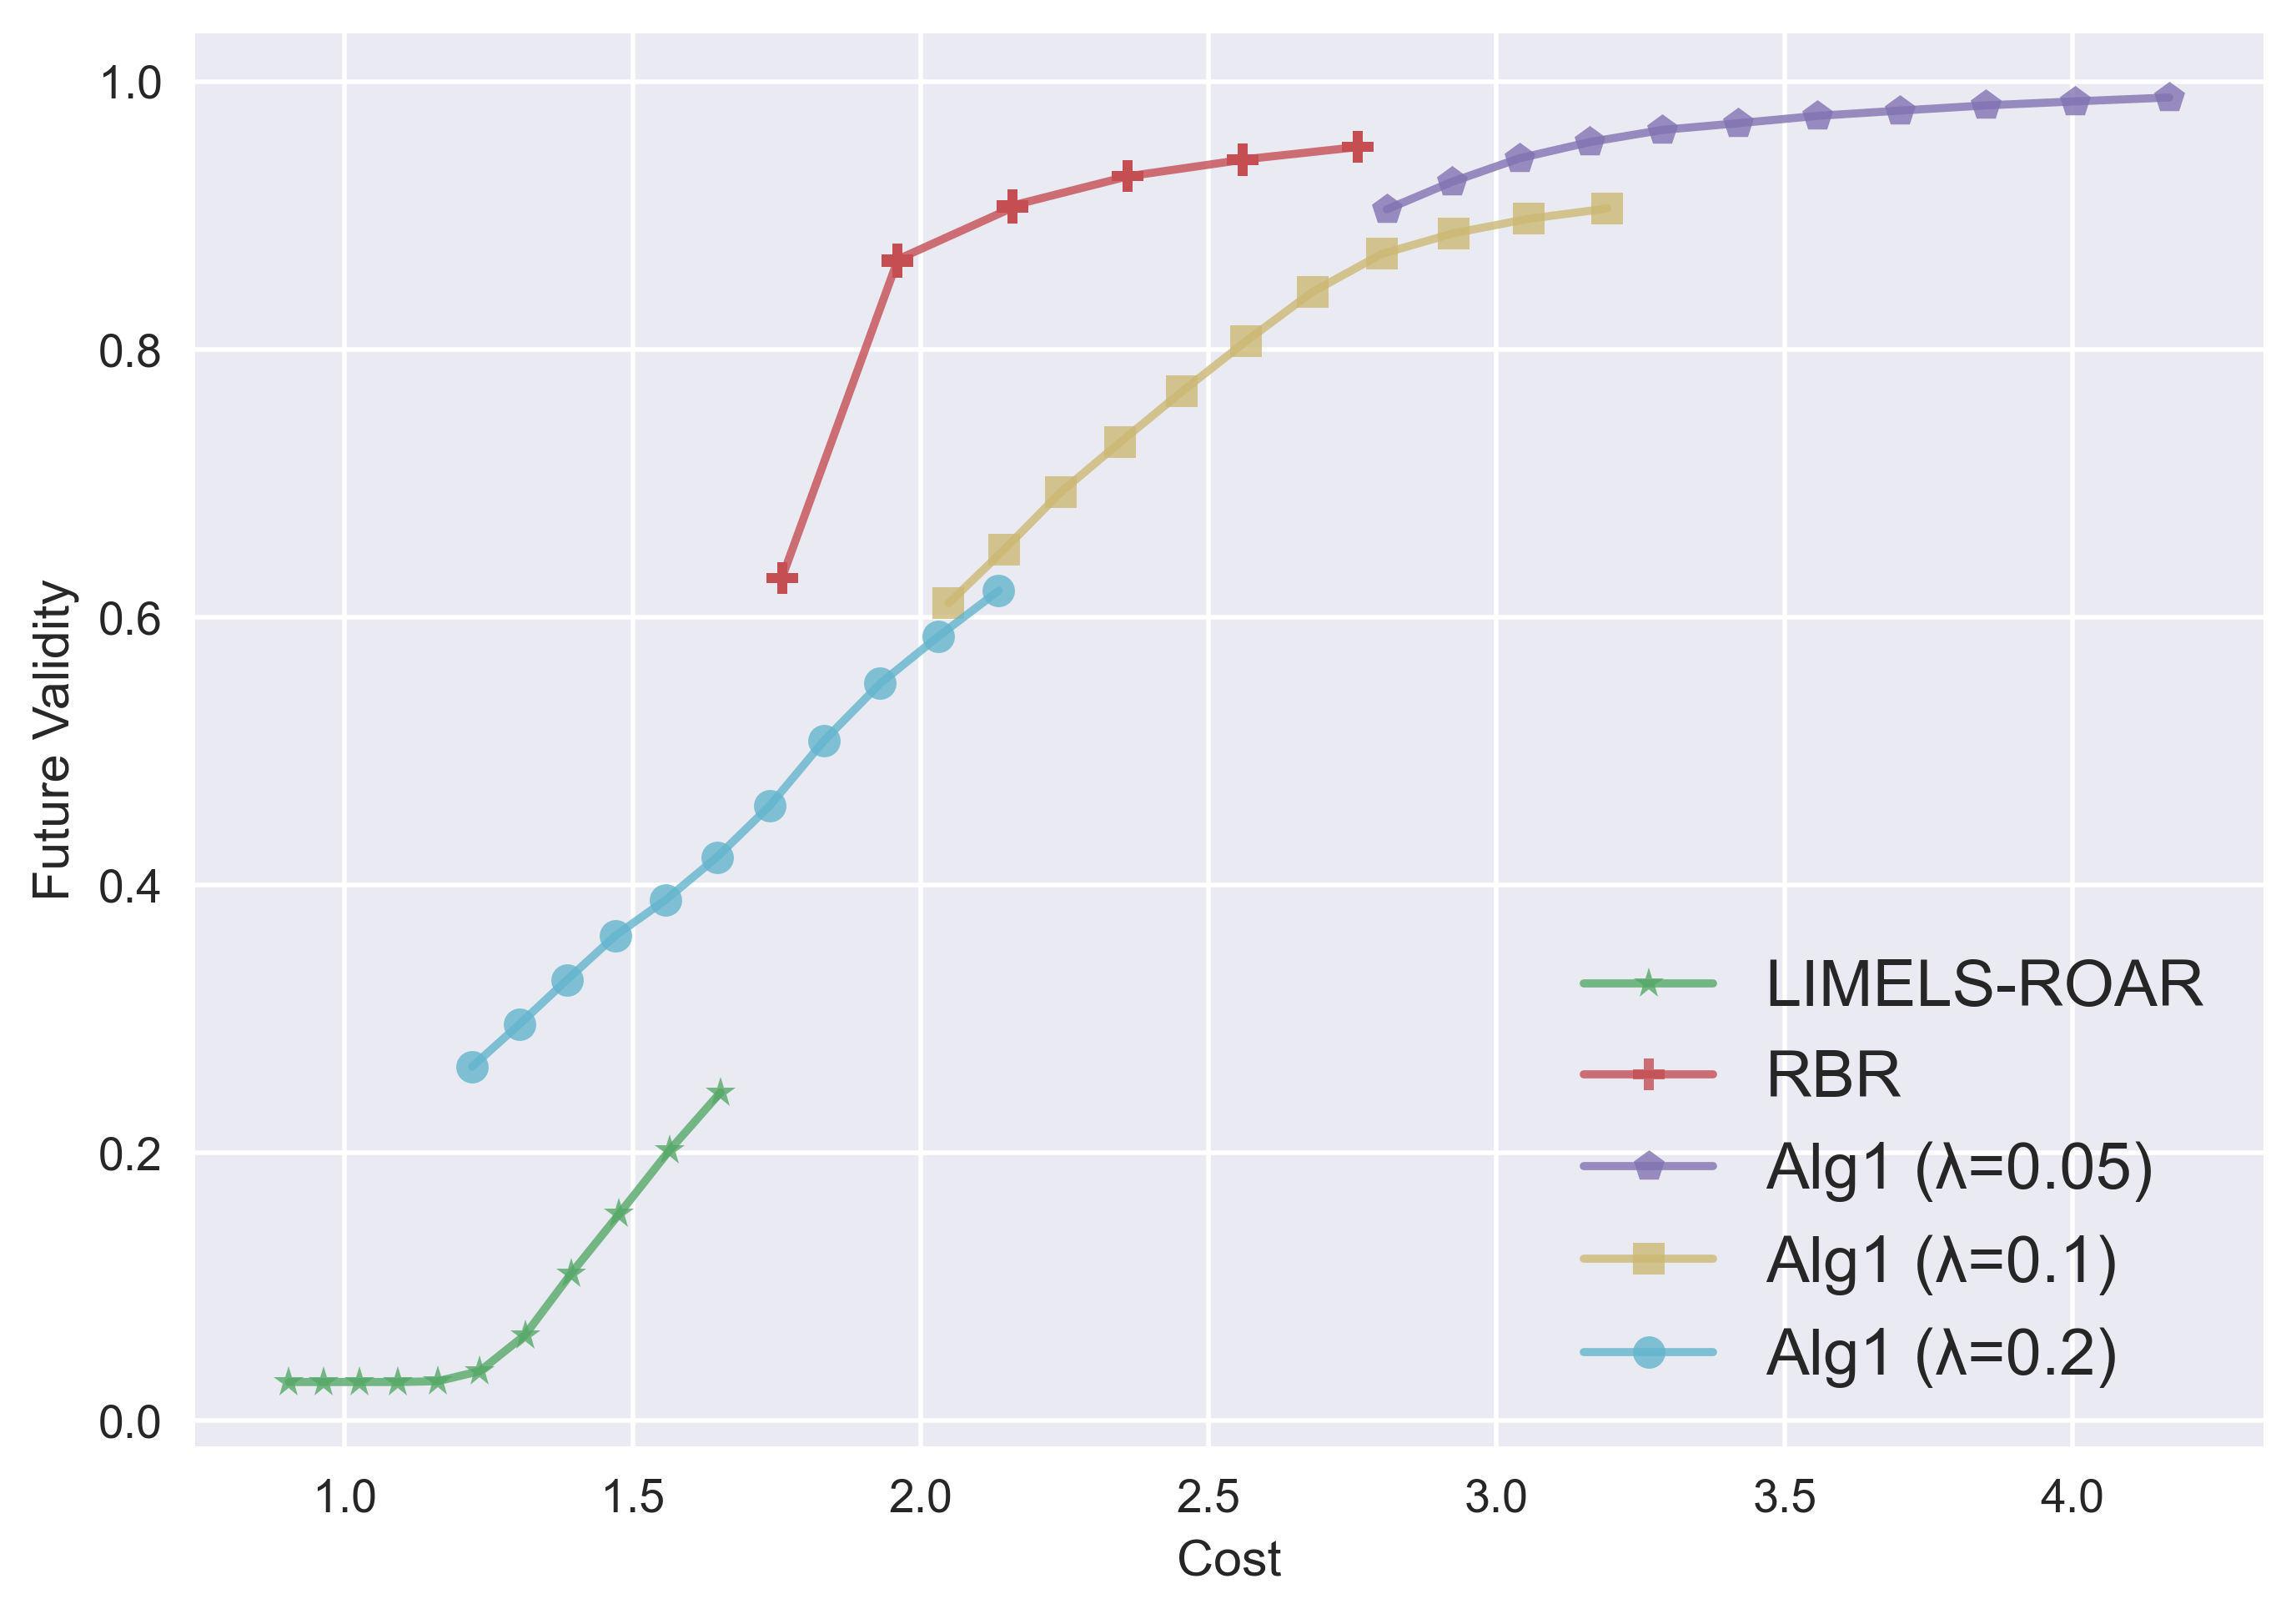 1.0
0.8
0.6
0.4
0.2
0.0
Future Validity
1.0 1.5 2.0 2.5 3.0 3.5 4.0
Cost
LIMELS-ROAR
RBR
Alg1 (λ=0.05)
Alg1 (λ=0.1)
Alg1 (λ=0.2)